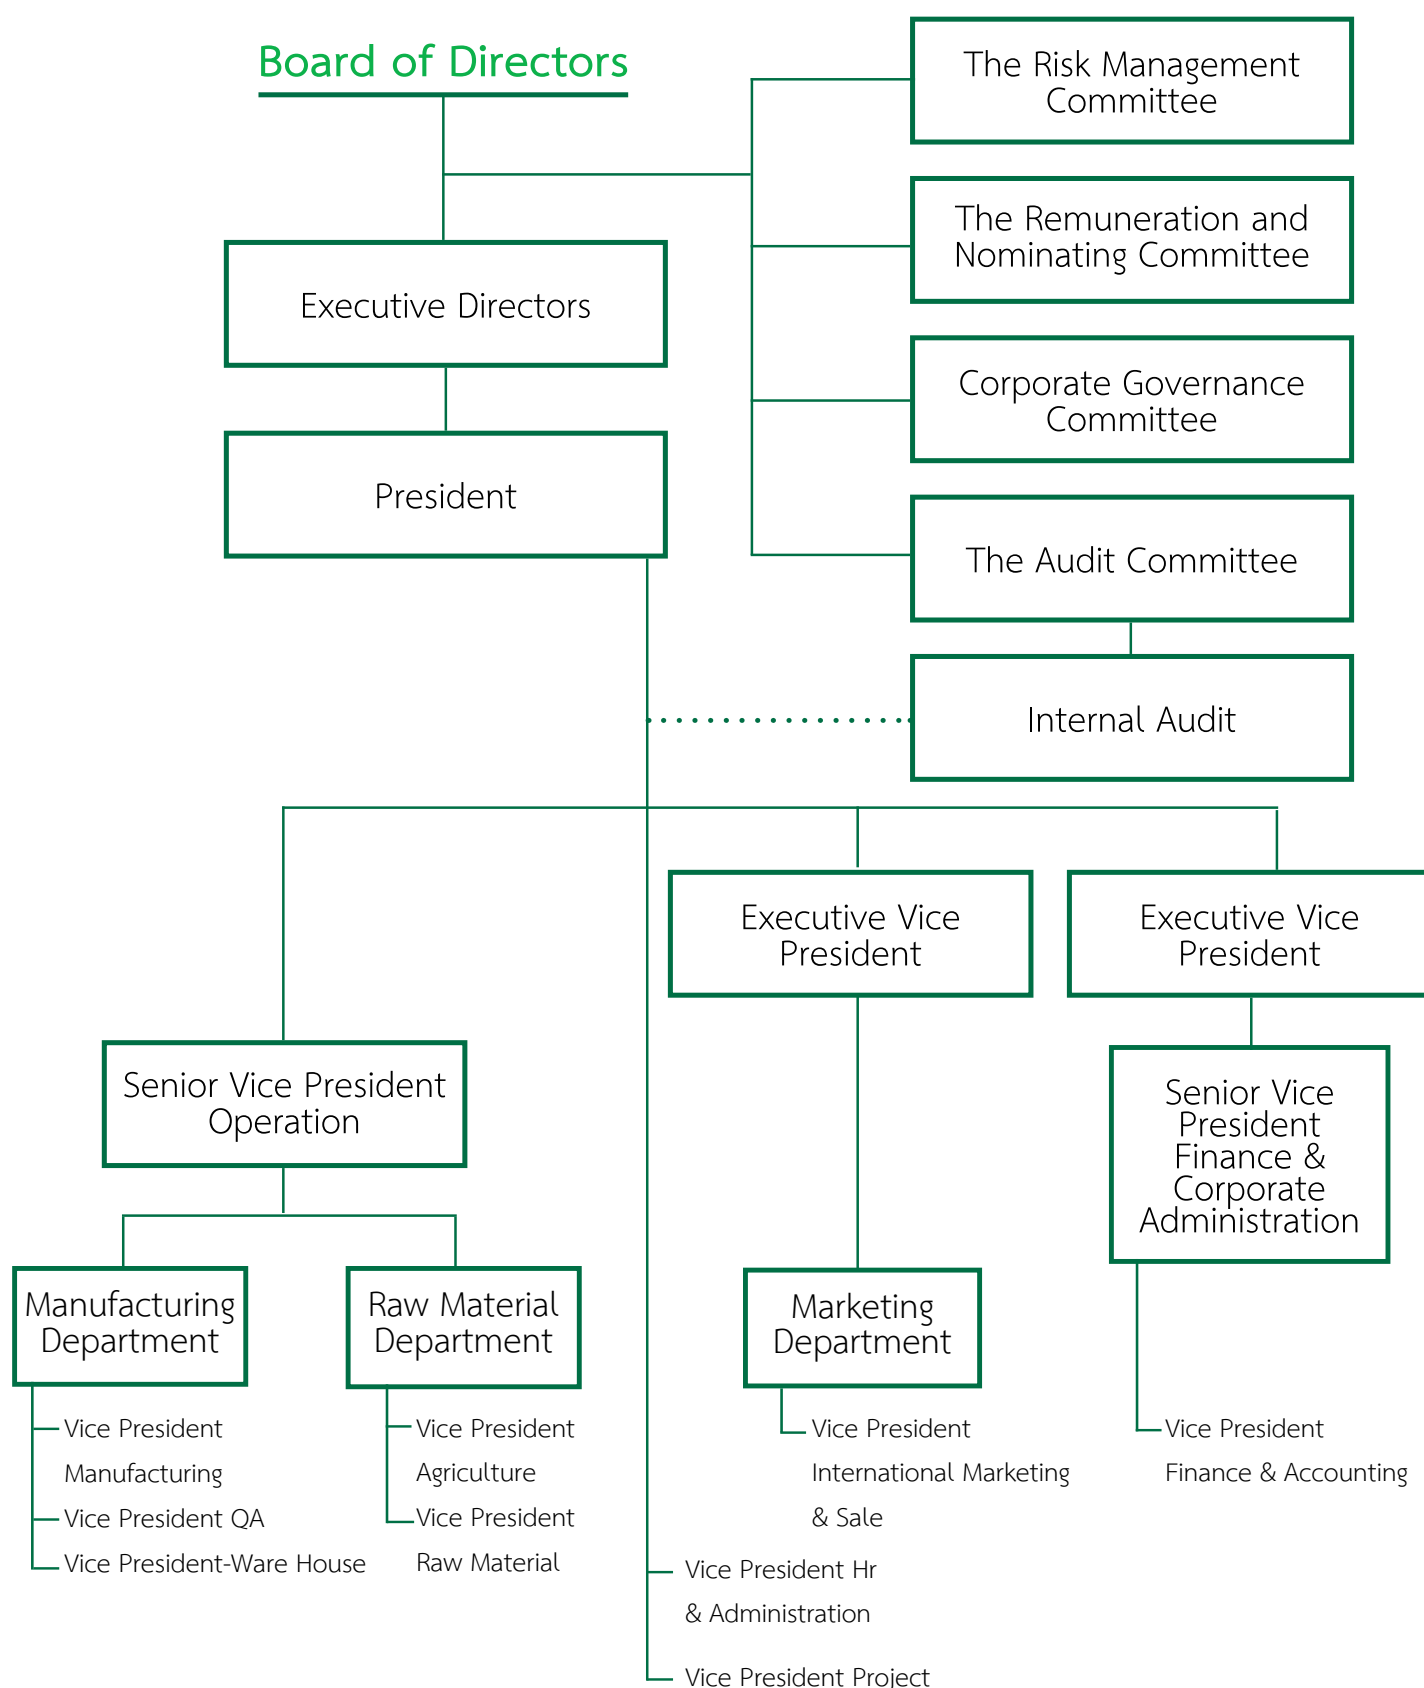 Board of Directors
The Risk Management
Committee
The Remuneration and
Nominating Committee
Executive Directors
Corporate Governance
Committee
President
The Audit Committee
Internal Audit
Executive Vice
President
Executive Vice
President
Senior Vice President
Operation
Senior Vice
President
Finance &
Corporate
Administration
Manufacturing
Department
Raw Material
Department
Marketing
Department
Vice President
Manufacturing
Vice President QA
Vice President-Ware House
Vice President
Agriculture
Vice President
Raw Material
Vice President
International Marketing
& Sale
Vice President
Finance & Accounting
Vice President Hr
& Administration
Vice President Project